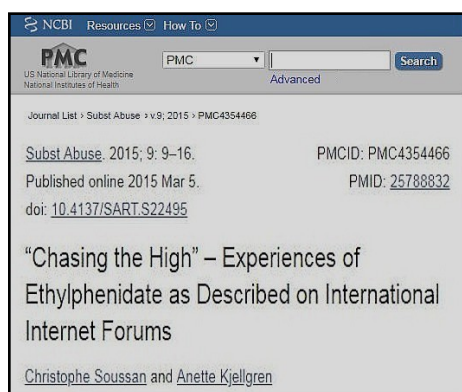 NCBI Resources How To
PMC
US National Library of Medicine
National Institutes of Health
PMC
Search
Advanced
Journal List > Subst Abuse > v.9; 2015 > PMC4354466
Subst Abuse. 2015; 9: 9–16. PMCID: PMC4354466
Published online 2015 Mar 5. PMID: 25788832
doi: 10.4137/SART.S22495
“Chasing the High” – Experiences of
Ethylphenidate as Described on International
Internet Forums
Christophe Soussan and Anette Kjellgren